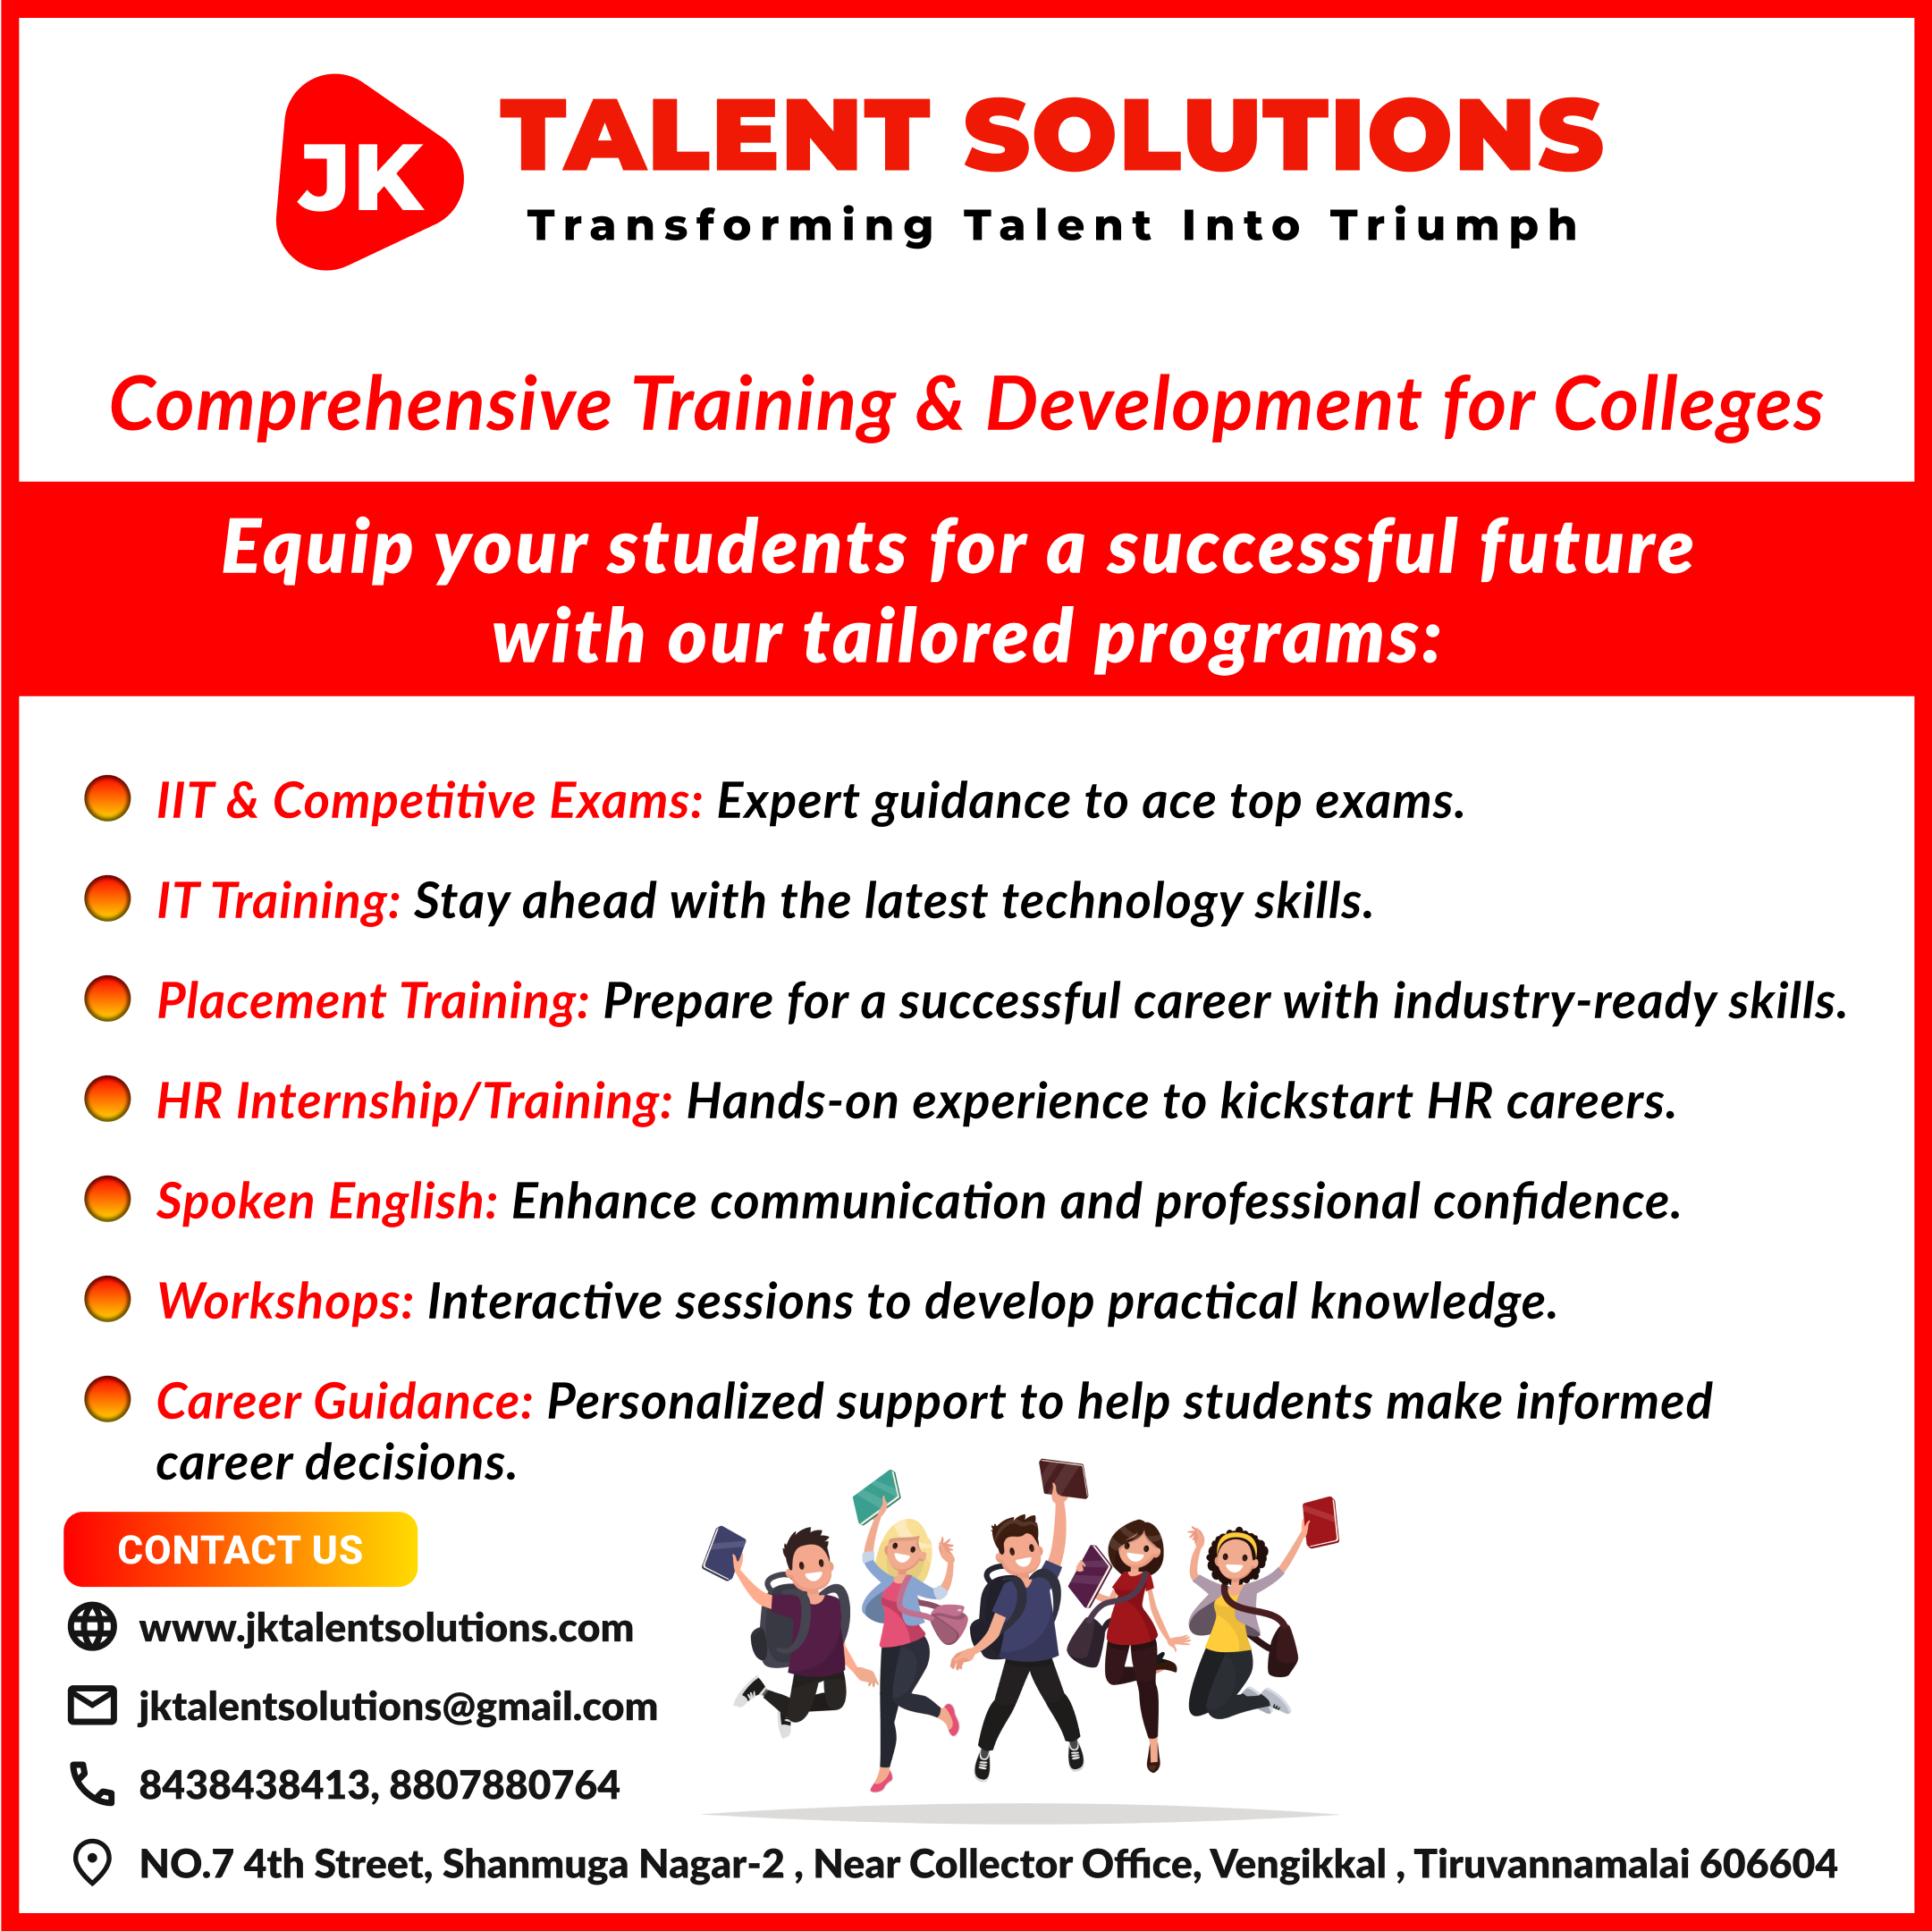 JK
TALENT SOLUTIONS
Transforming Talent Into Triumph
Comprehensive Training & Development for Colleges
Equip your students for a successful future
with our tailored programs:
IIT & Competitive Exams: Expert guidance to ace top exams.
IT Training: Stay ahead with the latest technology skills.
Placement Training: Prepare for a successful career with industry-ready skills.
HR Internship/Training: Hands-on experience to kickstart HR careers.
Spoken English: Enhance communication and professional confidence.
Workshops: Interactive sessions to develop practical knowledge.
Career Guidance: Personalized support to help students make informed
career decisions.
CONTACT US
www.jktalentsolutions.com
jktalentsolutions@gmail.com
8438438413, 8807880764
NO.7 4th Street, Shanmuga Nagar-2 , Near Collector Office, Vengikkal , Tiruvannamalai 606604